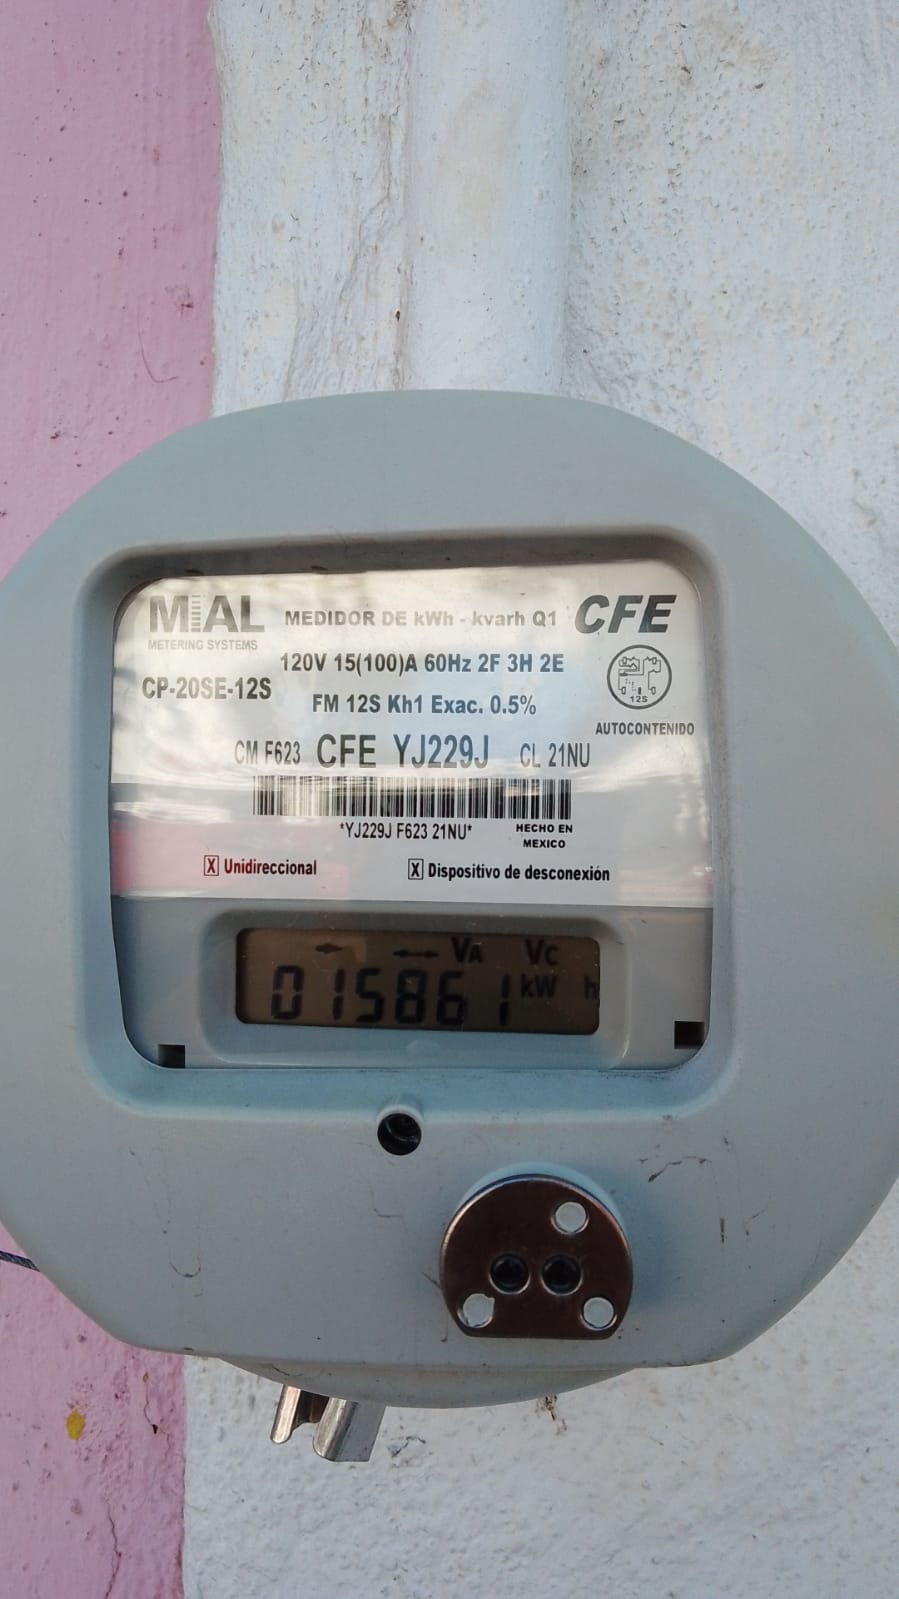 MIAL
METERING SYSTEMS
MEDIDOR DE kWh - kvarh Q1
CFE
120V 15(100)A 60Hz 2F 3H 2E
CP-20SE-12S
FM 12S Kh1 Exac. 0.5%
12S
AUTOCONTENIDO
CM F623 CFE YJ229J CL 21NU
*YJ229J F623 21NU*
HECHO EN
MEXICO
X Unidireccional
X Dispositivo de desconexión
VA VC
015861 kW h